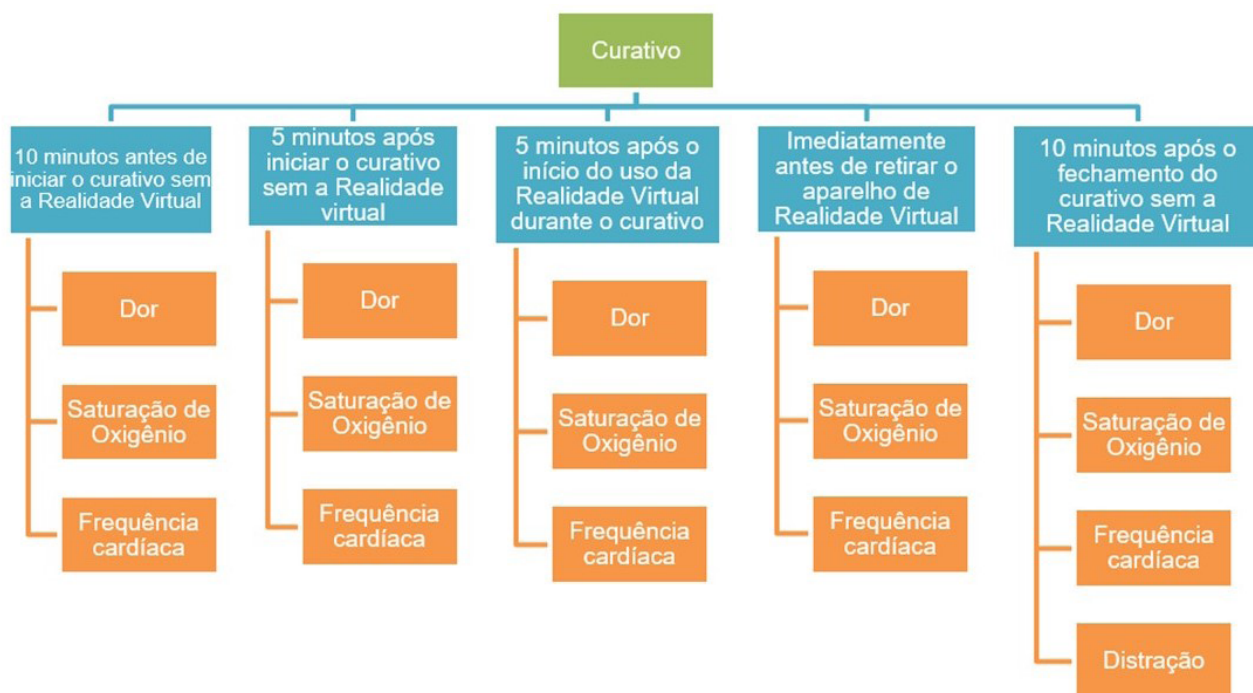 Curativo
10 minutos antes de
iniciar o curativo sem
a Realidade Virtual
Dor
Saturação de
Oxigênio
Frequência
cardíaca
5 minutos após
iniciar o curativo
sem a Realidade
virtual
Dor
Saturação de
Oxigênio
Frequência
cardíaca
5 minutos após o
início do uso da
Realidade Virtual
durante o curativo
Dor
Saturação de
Oxigênio
Frequência
cardíaca
Imediatamente
antes de retirar o
aparelho de
Realidade Virtual
Dor
Saturação de
Oxigênio
Frequência
cardíaca
10 minutos após o
fechamento do
curativo sem a
Realidade Virtual
Dor
Saturação de
Oxigênio
Frequência
cardíaca
Distração